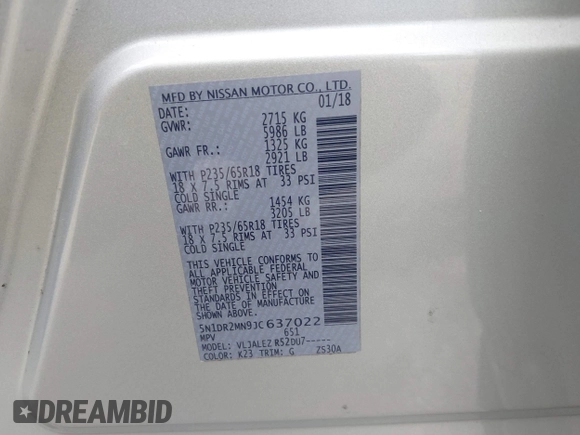 MFD BY NISSAN MOTOR CO., LTD.
DATE: 01/18
GVWR: 2715 KG
5986 LB
GAWR FR.: 1325 KG
2921 LB
WITH P235/65R18 TIRES
18 X 7.5 RIMS AT 33 PSI
COLD SINGLE
GAWR RR.: 1454 KG
3205 LB
WITH P235/65R18 TIRES
18 X 7.5 RIMS AT 33 PSI
COLD SINGLE
THIS VEHICLE CONFORMS TO
ALL APPLICABLE FEDERAL
MOTOR VEHICLE SAFETY AND
THEFT PREVENTION
STANDARDS IN EFFECT ON
THE DATE OF MANUFACTURE
SHOWN ABOVE.
5N1DR2MN9JC637022
MPV 651
MODEL: VLJALEZ R52DU7-----
COLOR: K23 TRIM: G Z530A
DREAMBID
© DREAMBID.COM